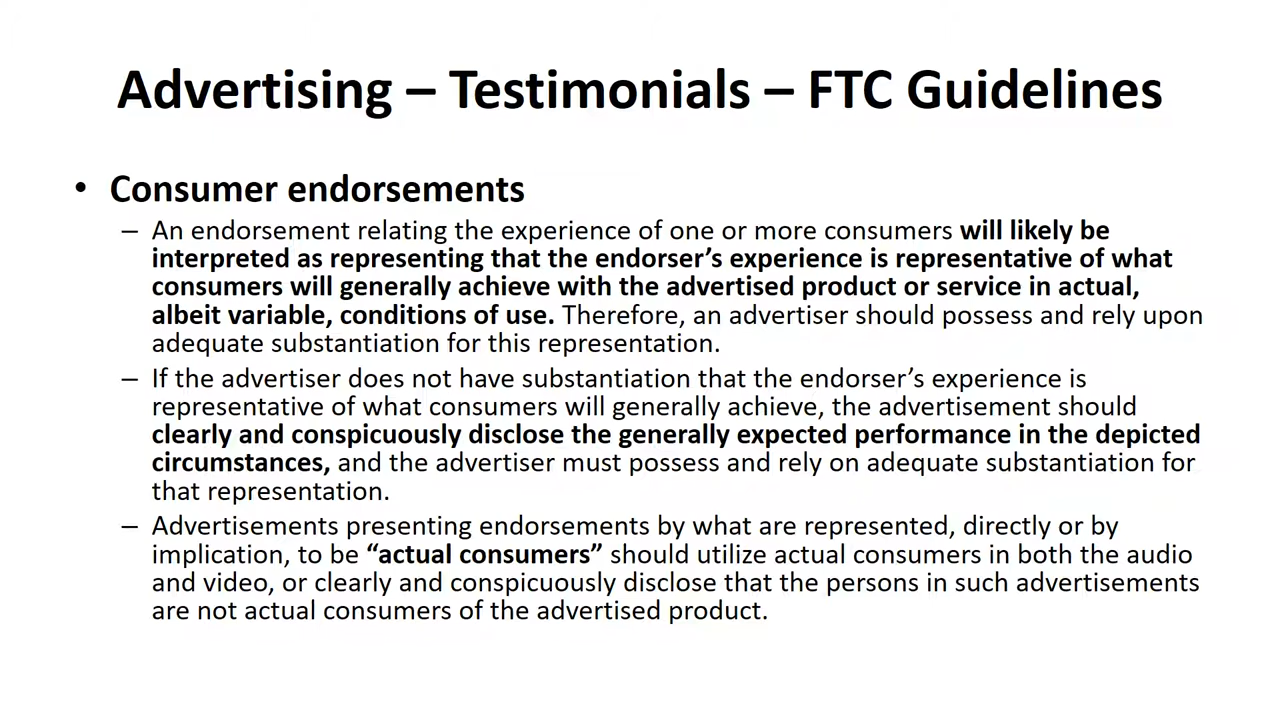 Advertising – Testimonials – FTC Guidelines
• Consumer endorsements
– An endorsement relating the experience of one or more consumers will likely be
interpreted as representing that the endorser’s experience is representative of what
consumers will generally achieve with the advertised product or service in actual,
albeit variable, conditions of use. Therefore, an advertiser should possess and rely upon
adequate substantiation for this representation.
– If the advertiser does not have substantiation that the endorser’s experience is
representative of what consumers will generally achieve, the advertisement should
clearly and conspicuously disclose the generally expected performance in the depicted
circumstances, and the advertiser must possess and rely on adequate substantiation for
that representation.
– Advertisements presenting endorsements by what are represented, directly or by
implication, to be “actual consumers” should utilize actual consumers in both the audio
and video, or clearly and conspicuously disclose that the persons in such advertisements
are not actual consumers of the advertised product.